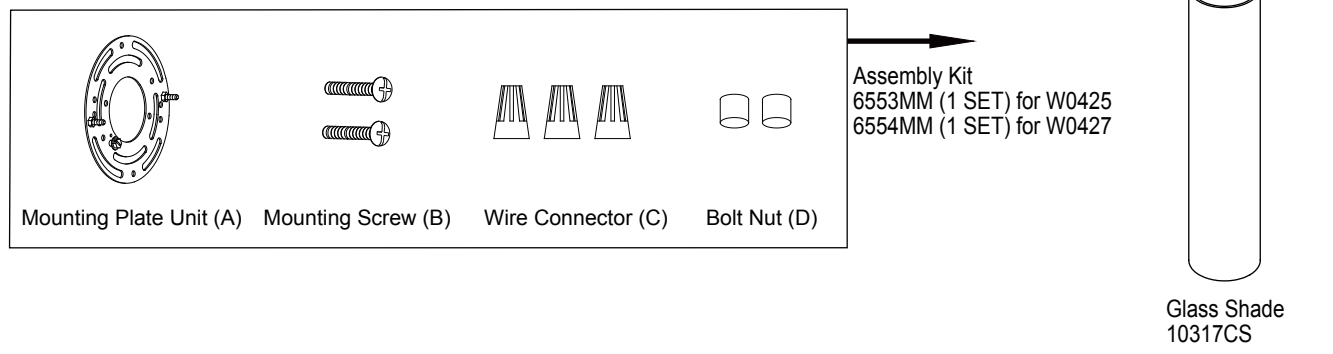 Assembly Kit
6553MM (1 SET) for W0425
6554MM (1 SET) for W0427
Mounting Plate Unit (A) Mounting Screw (B) Wire Connector (C) Bolt Nut (D)
Glass Shade
10317CS